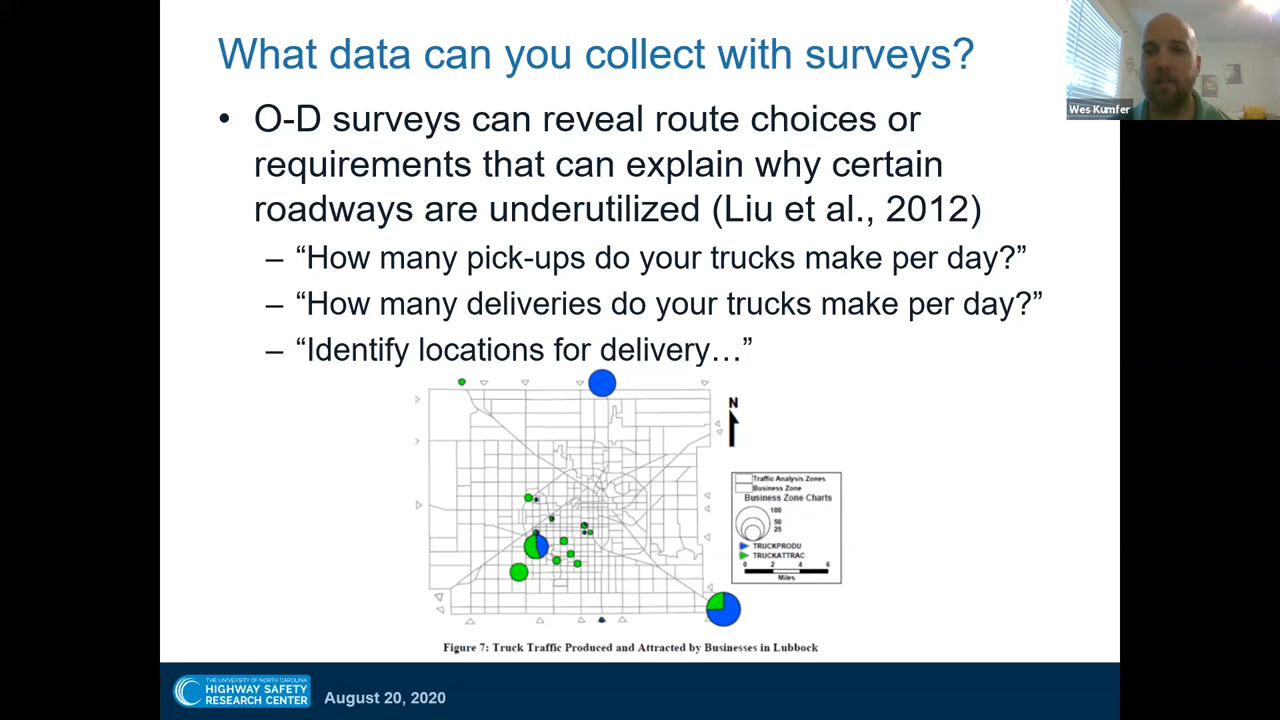 What data can you collect with surveys?
Wes Kumfer
• O-D surveys can reveal route choices or
requirements that can explain why certain
roadways are underutilized (Liu et al., 2012)
– “How many pick-ups do your trucks make per day?”
– “How many deliveries do your trucks make per day?”
– “Identify locations for delivery…”
N
Traffic Analysis Zones
Business Zone
Business Zone Charts
100
50
25
TRUCKPRODU
TRUCKATTRAC
0 2 4 6
Miles
Figure 7: Truck Traffic Produced and Attracted by Businesses in Lubbock
THE UNIVERSITY OF NORTH CAROLINA
HIGHWAY SAFETY
RESEARCH CENTER
August 20, 2020